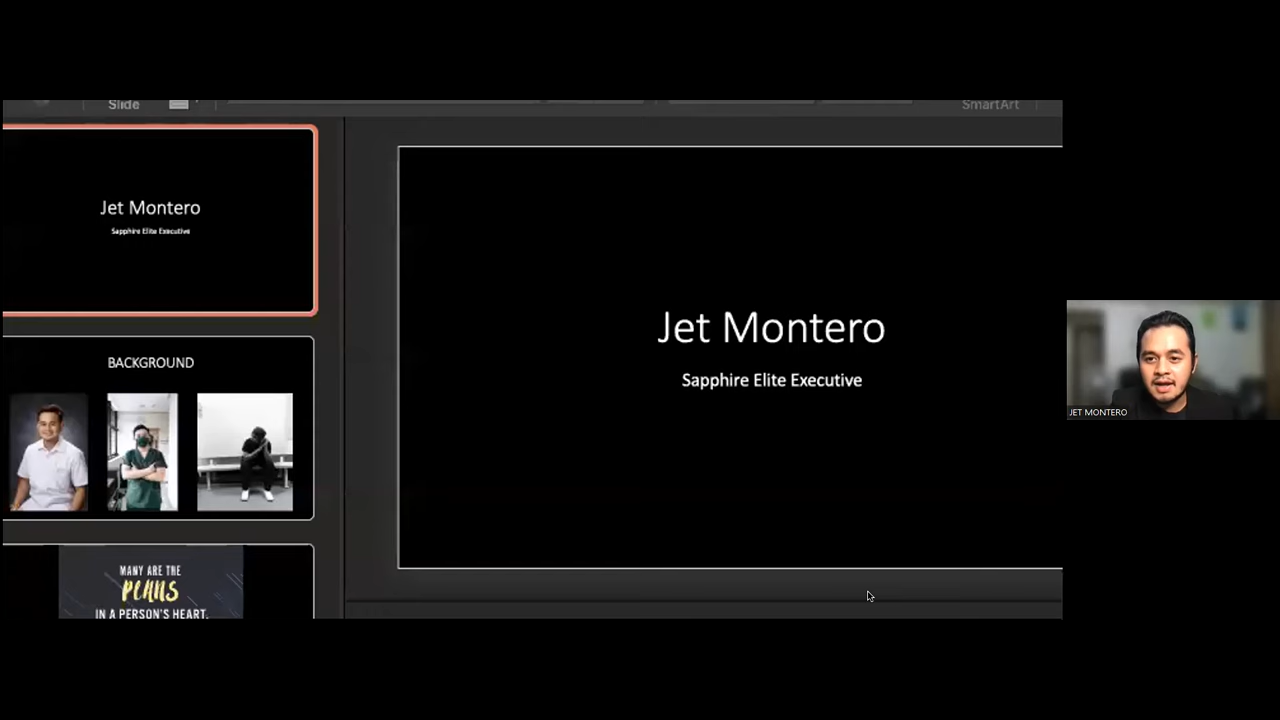 Slide
SmartArt
Jet Montero
Sapphire Elite Executive
BACKGROUND
MANY ARE THE
PLANS
IN A PERSON'S HEART,
Jet Montero
Sapphire Elite Executive
JET MONTERO